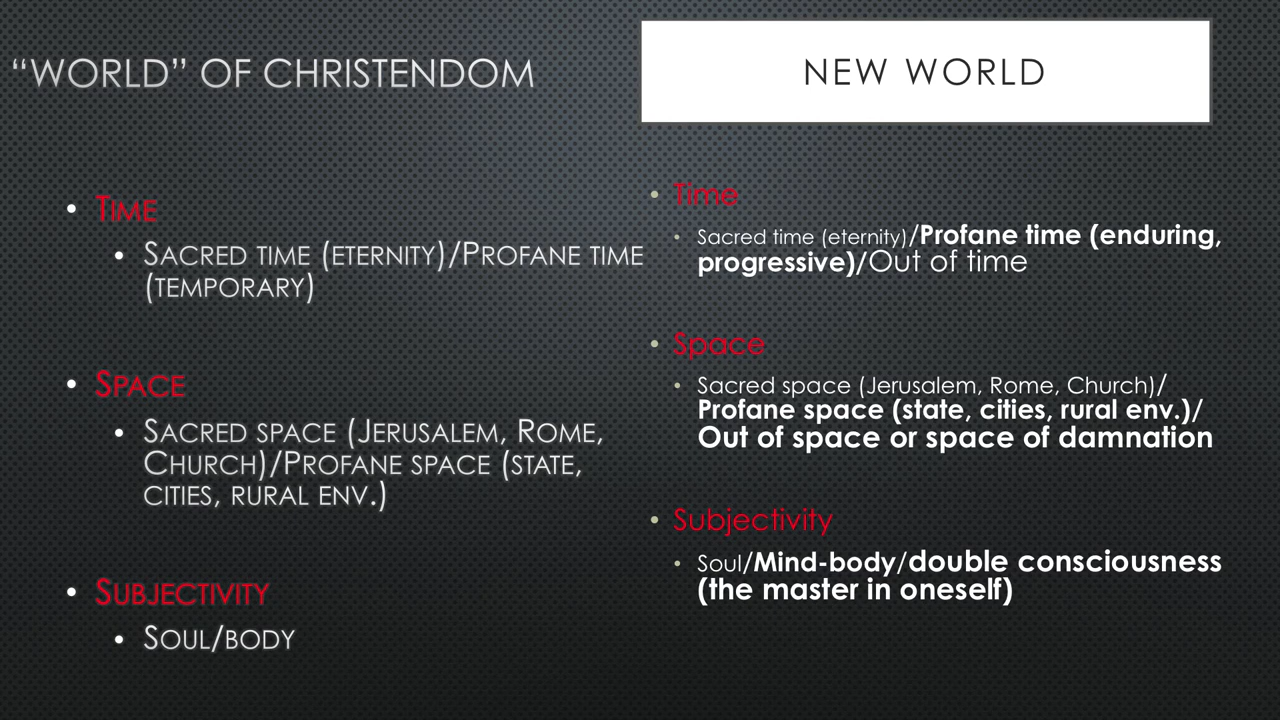 “WORLD” OF CHRISTENDOM
• TIME
• SACRED TIME (ETERNITY)/PROFANE TIME
(TEMPORARY)
• SPACE
• SACRED SPACE (JERUSALEM, ROME,
CHURCH)/PROFANE SPACE (STATE,
CITIES, RURAL ENV.)
• SUBJECTIVITY
• SOUL/BODY
NEW WORLD
• Time
• Sacred time (eternity)/Profane time (enduring,
progressive)/Out of time
• Space
• Sacred space (Jerusalem, Rome, Church)/
Profane space (state, cities, rural env.)/
Out of space or space of damnation
• Subjectivity
• Soul/Mind-body/double consciousness
(the master in oneself)